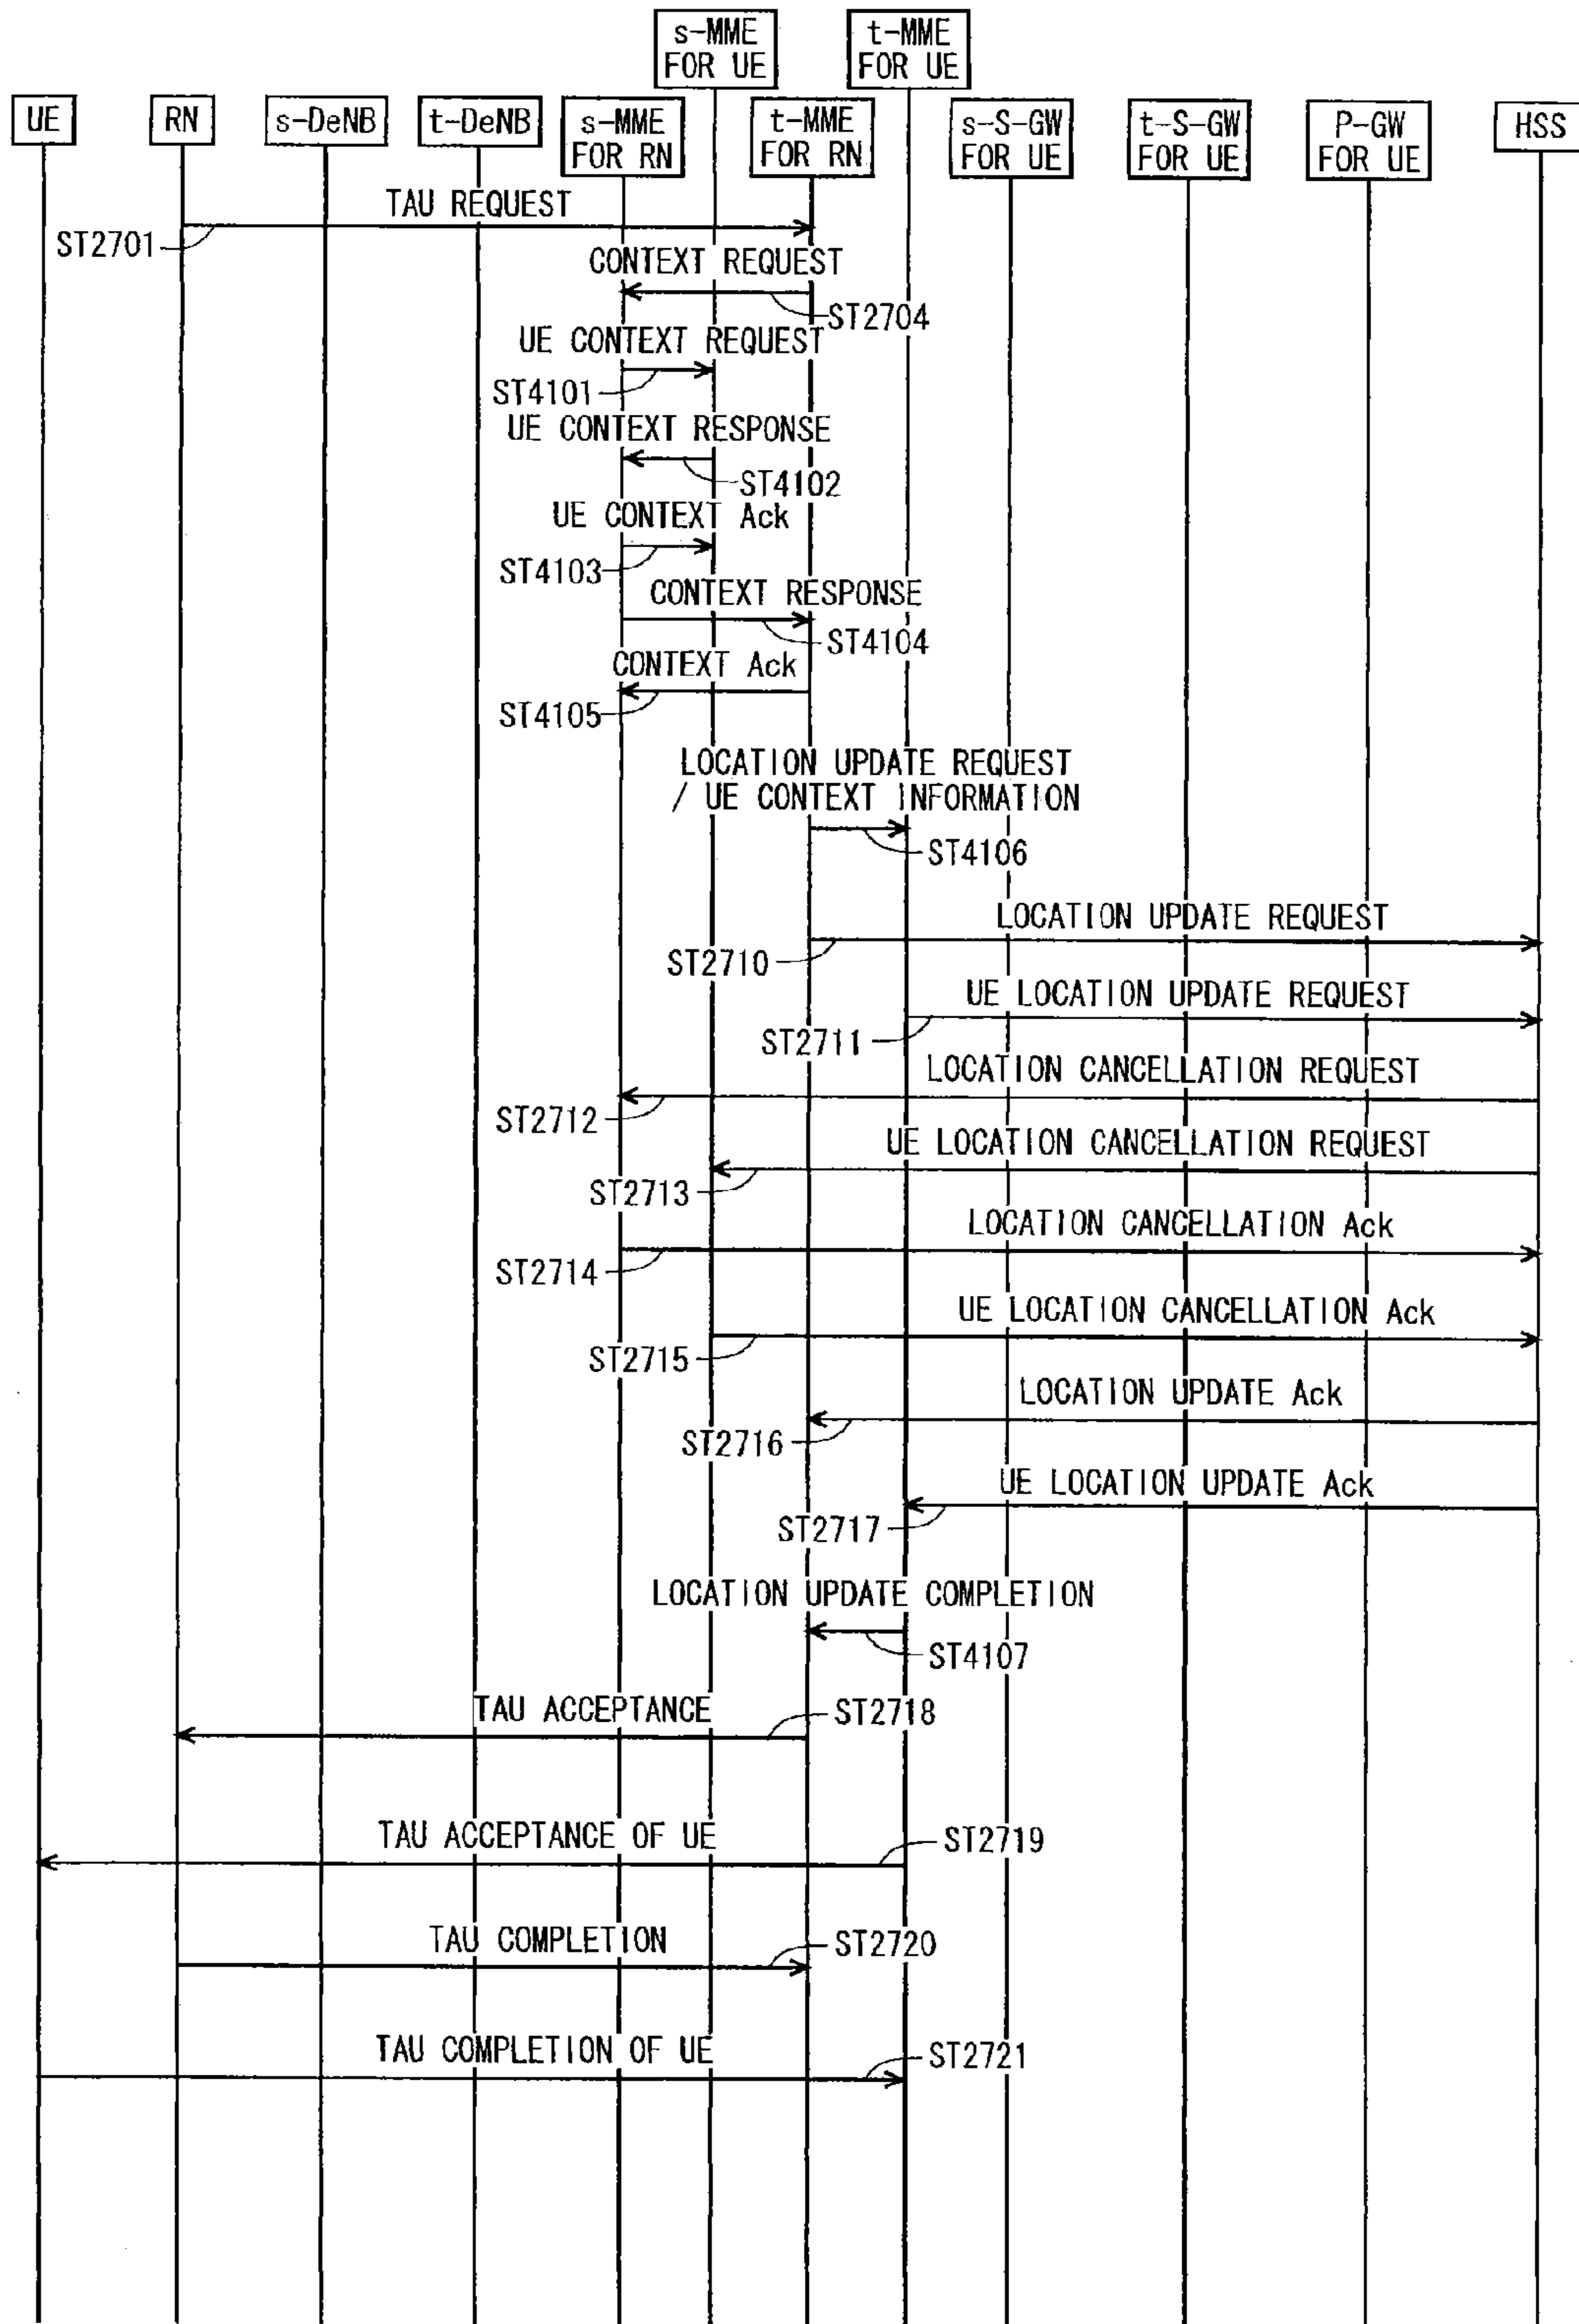 s-MME
FOR UE
t-MME
FOR UE
UE
RN
s-DeNB
t-DeNB
s-MME
FOR RN
t-MME
FOR RN
s-S-GW
FOR UE
t-S-GW
FOR UE
P-GW
FOR UE
HSS
TAU REQUEST
ST2701
CONTEXT REQUEST
ST2704
UE CONTEXT REQUEST
ST4101
UE CONTEXT RESPONSE
ST4102
UE CONTEXT Ack
ST4103
CONTEXT RESPONSE
ST4104
CONTEXT Ack
ST4105
LOCATION UPDATE REQUEST
/ UE CONTEXT INFORMATION
ST4106
LOCATION UPDATE REQUEST
ST2710
UE LOCATION UPDATE REQUEST
ST2711
LOCATION CANCELLATION REQUEST
ST2712
UE LOCATION CANCELLATION REQUEST
ST2713
LOCATION CANCELLATION Ack
ST2714
UE LOCATION CANCELLATION Ack
ST2715
LOCATION UPDATE Ack
ST2716
UE LOCATION UPDATE Ack
ST2717
LOCATION UPDATE COMPLETION
ST4107
TAU ACCEPTANCE
ST2718
TAU ACCEPTANCE OF UE
ST2719
TAU COMPLETION
ST2720
TAU COMPLETION OF UE
ST2721